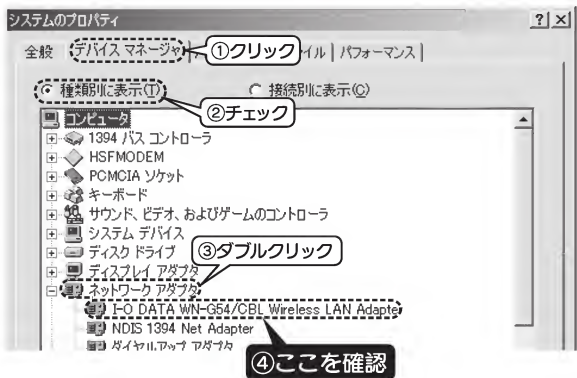 システムのプロパティ
? ×
全般 デバイス マネージャ ①クリック イル パフォーマンス
種類別に表示(T) 接続別に表示(C)
②チェック
コンピュータ
1394 バス コントローラ
HSFMODEM
PCMCIA ソケット
キーボード
サウンド、ビデオ、およびゲームのコントローラ
システム デバイス
ディスク ドライブ ③ダブルクリック
ディスプレイ アダプタ
ネットワーク アダプタ
I-O DATA WN-G54/CBL Wireless LAN Adapter
NDIS 1394 Net Adapter
ダイヤルアップ アダプタ
④ここを確認